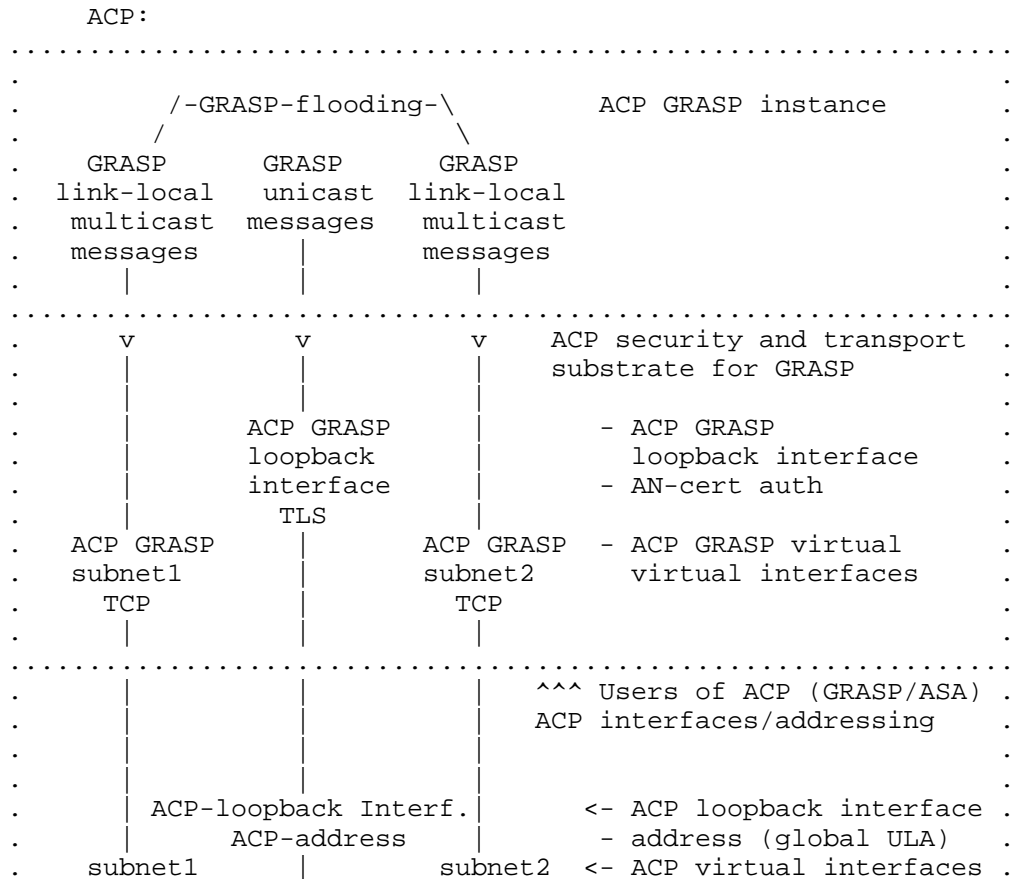 ACP:
...............................................................
.                                                             .
.         /-GRASP-flooding-\         ACP GRASP instance       .
.        /                  \                                 .
.    GRASP      GRASP      GRASP                              .
.  link-local   unicast  link-local                           .
.   multicast  messages   multicast                           .
.   messages      |       messages                            .
.      |          |          |                                .
...............................................................
.      v          v          v    ACP security and transport  .
.      |          |          |    substrate for GRASP         .
.      |          |          |                                .
.      |       ACP GRASP     |       - ACP GRASP              .
.      |       loopback      |         loopback interface     .
.      |       interface     |       - AN-cert auth           .
.      |         TLS         |                                .
.   ACP GRASP     |       ACP GRASP  - ACP GRASP virtual      .
.   subnet1       |       subnet2      virtual interfaces     .
.     TCP         |         TCP                               .
.      |          |          |                                .
...............................................................
.      |          |          |   ^^^ Users of ACP (GRASP/ASA) .
.      |          |          |   ACP interfaces/addressing    .
.      |          |          |                                .
.      |          |          |                                .
.      | ACP-loopback Interf.|      <- ACP loopback interface .
.      |      ACP-address    |       - address (global ULA)   .
.    subnet1      |        subnet2  <- ACP virtual interfaces .